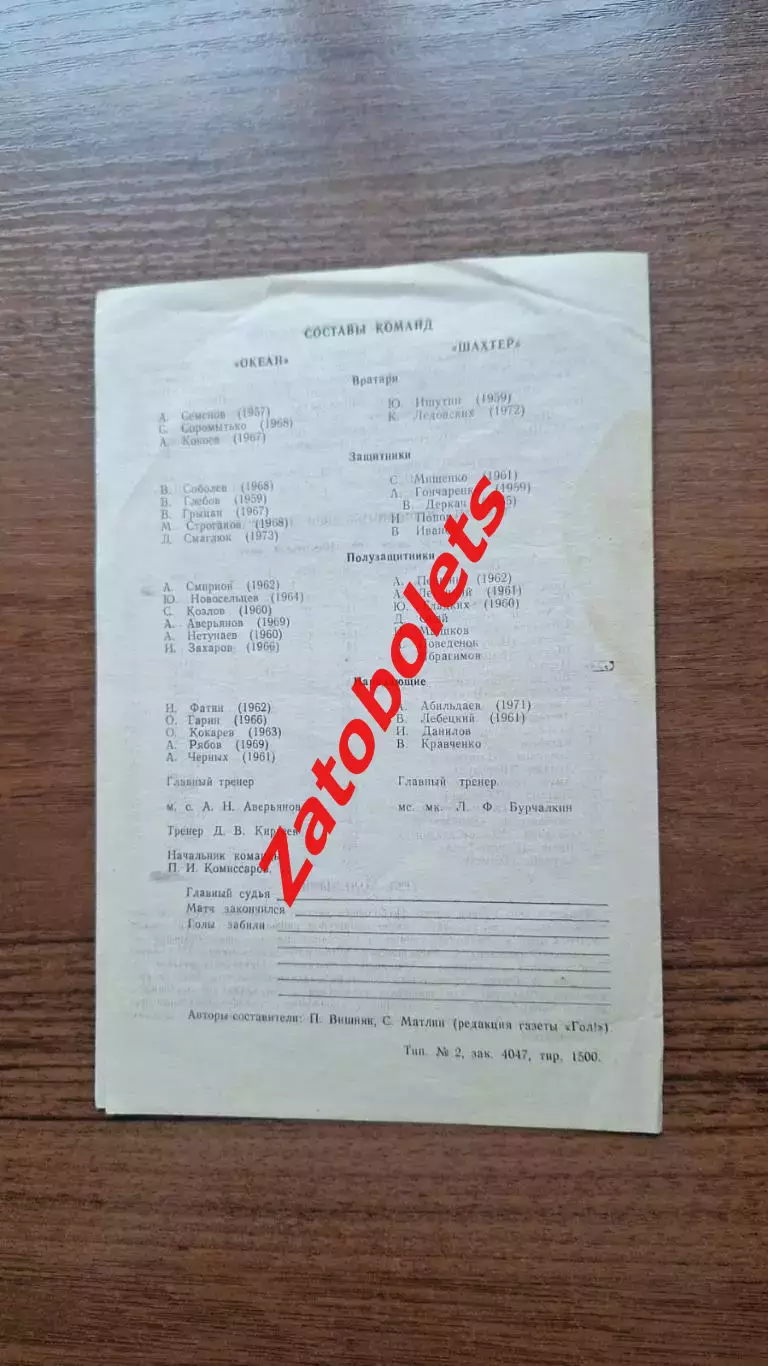 СОСТАВЫ КОМАНД
«ОКЕАН»
«ШАХТЕР»
Вратари
А. Семенов (1957)
С. Соромытько (1968)
А. Кокоев (1967)
Ю. Ишутин (1959)
К. Ледовских (1972)
Защитники
В. Соболев (1968)
В. Глебов (1959)
В. Грицан (1967)
М. Строганов (1968)
Д. Смаглюк (1973)
С. Мищенко (1961)
А. Гончаренко (1959)
В. Деркач
Н. Попов
В. Иван
Полузащитники
А. Смирнов (1962)
Ю. Новосельцев (1964)
С. Козлов (1960)
А. Аверьянов (1969)
А. Нетунаев (1960)
И. Захаров (1966)
А. (1962)
А. (1961)
Ю. Гладких (1960)
Д.
Нападающие
И. Фатин (1962)
О. Гарин (1966)
О. Кокарев (1963)
А. Рябов (1969)
А. Черных (1961)
А. Абильдаев (1971)
В. Лебецкий (1961)
И. Данилов
В. Кравченко
Главный тренер
м. с. А. Н. Аверьянов
Тренер Д. В.
Начальник команды
П. И. Комиссаров
Главный тренер
мс. мк. Л. Ф. Бурчалкин
Главный судья
Матч закончился
Голы забили
Авторы составители: П. Вишняк, С. Матлин (редакция газеты «Гол!»).
Тип. № 2, зак. 4047, тир. 1500.
Zatobolets